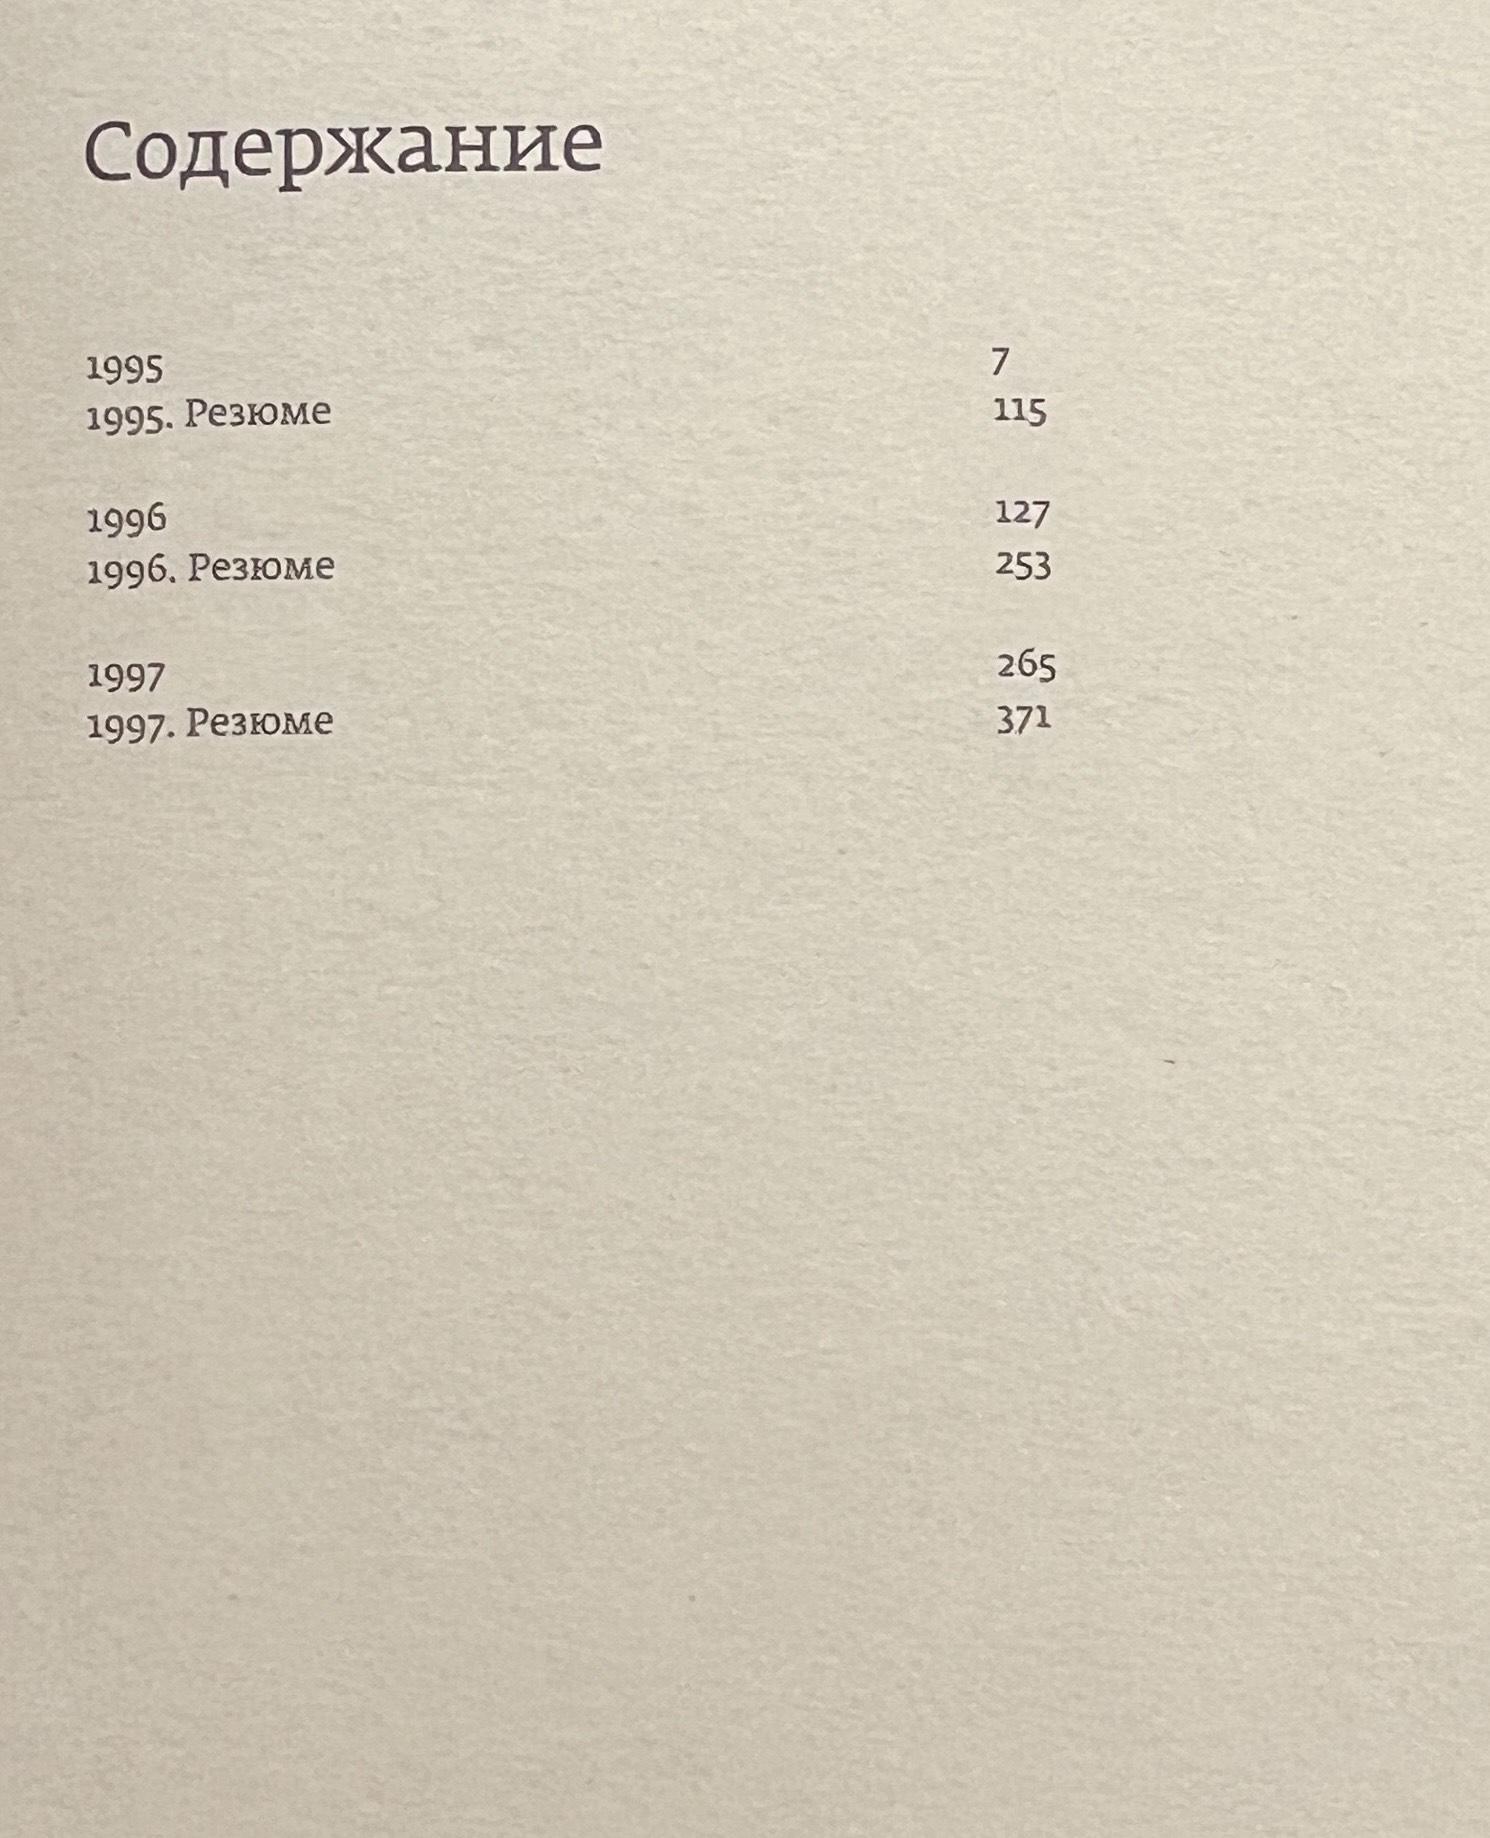 Содержание
1995 7
1995. Резюме 115
1996 127
1996. Резюме 253
1997 265
1997. Резюме 371